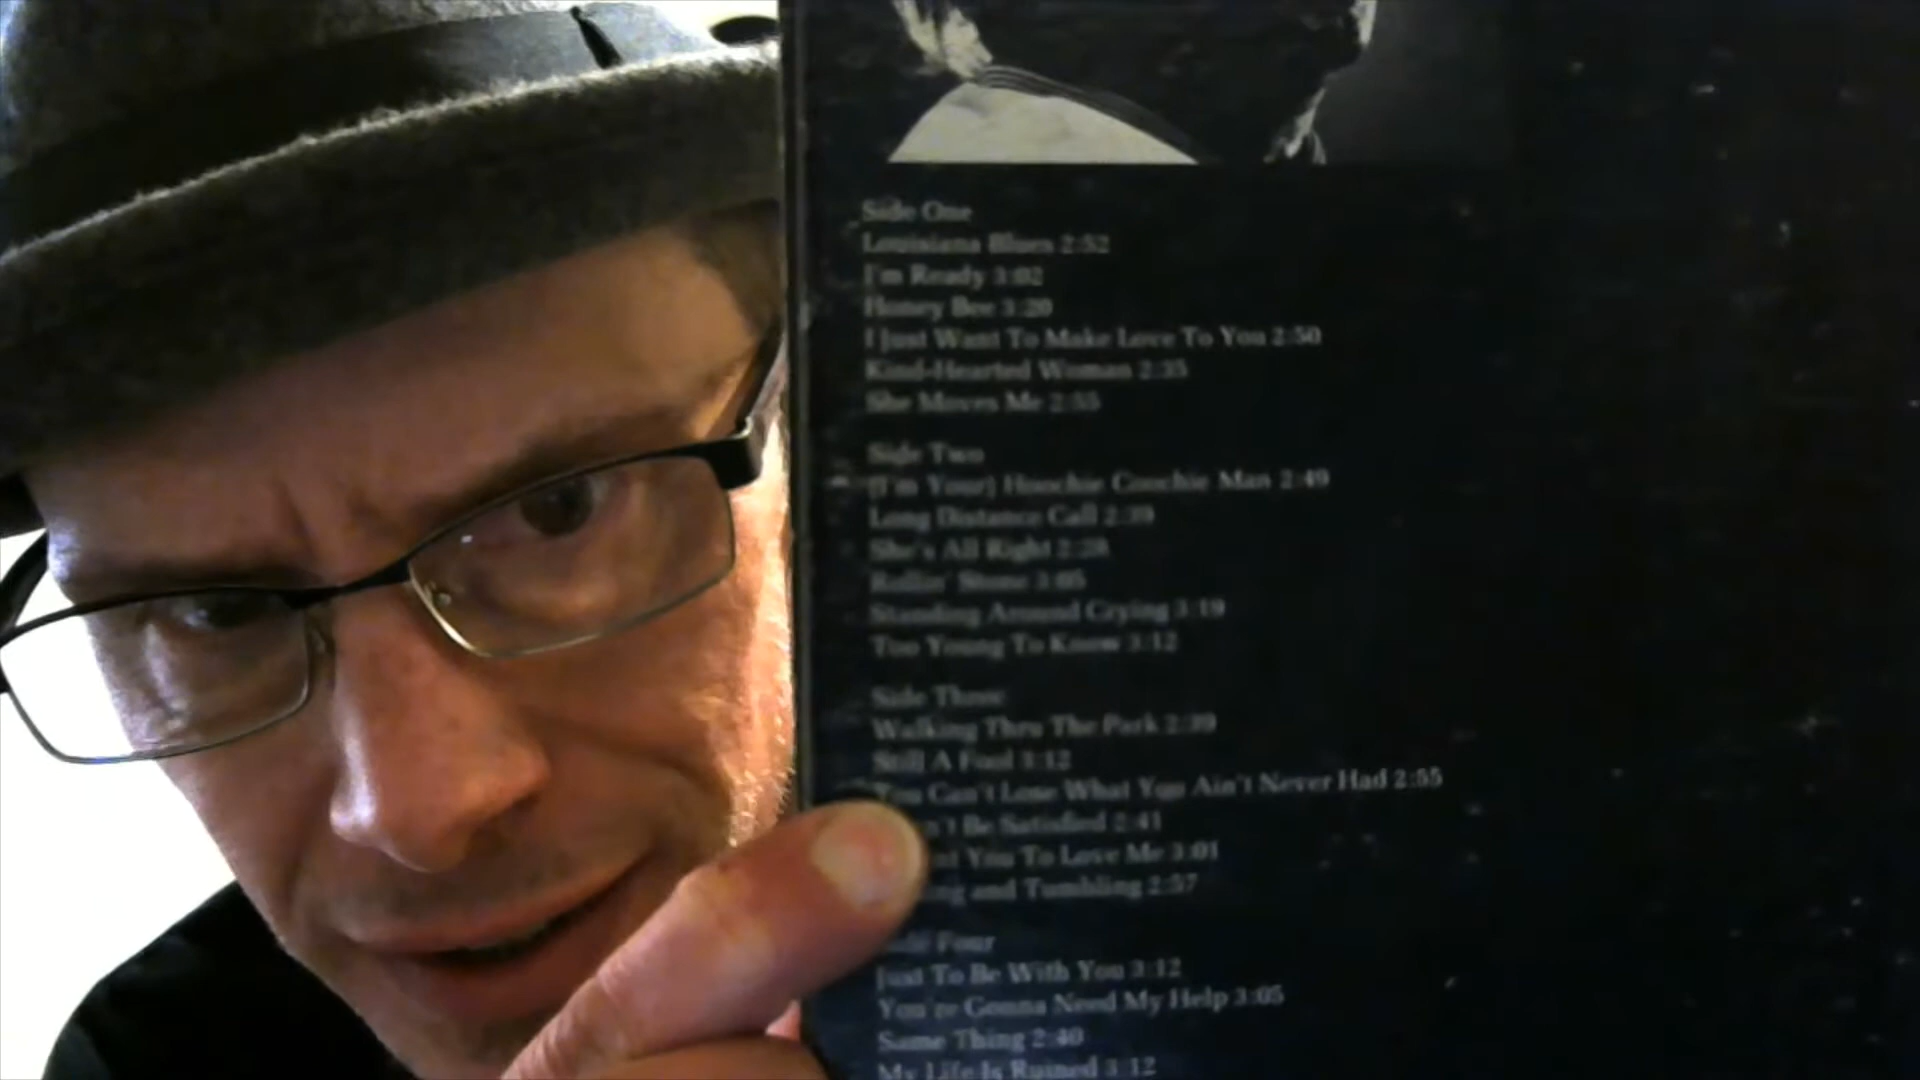 Side One
Louisiana Blues 2:52
I'm Ready 3:02
Honey Bee 3:20
I Just Want To Make Love To You 2:50
Kind-Hearted Woman 2:35
She Moves Me 2:55
Side Two
(I'm Your) Hoochie Coochie Man 2:49
Long Distance Call 2:39
She's All Right 2:28
Rollin' Stone 3:05
Standing Around Crying 3:19
Too Young To Know 3:12
Side Three
Walking Thru The Park 2:39
Still A Fool 3:12
You Can't Lose What You Ain't Never Had 2:55
n't Be Satisfied 2:41
nt You To Love Me 3:01
ng and Tumbling 2:57
Side Four
Just To Be With You 3:12
You're Gonna Need My Help 3:05
Same Thing 2:40
My Life Is Ruined 3:12